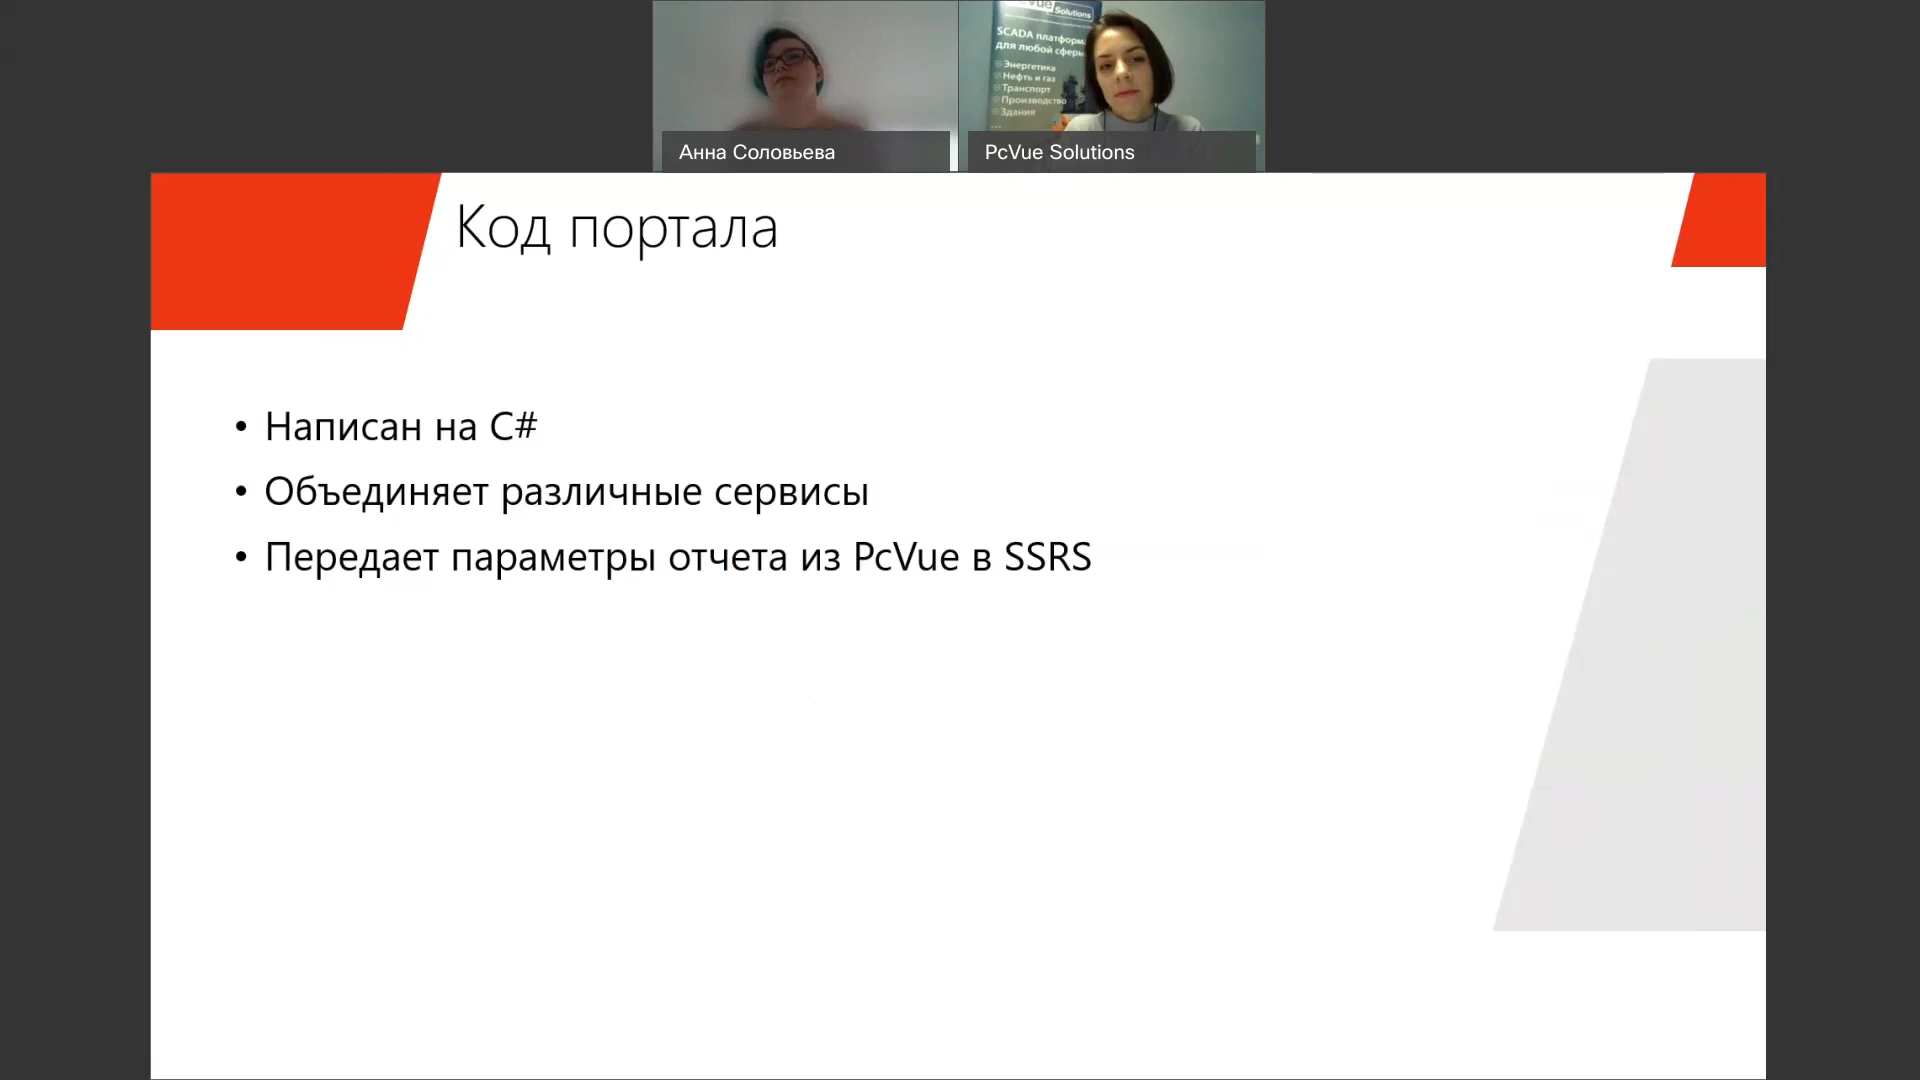 Solutions
SCADA платформа
для любой сферы
Энергетика
Нефть и газ
Транспорт
Производство
Здания
...
Анна Соловьева
PcVue Solutions
Код портала
• Написан на C#
• Объединяет различные сервисы
• Передает параметры отчета из PcVue в SSRS